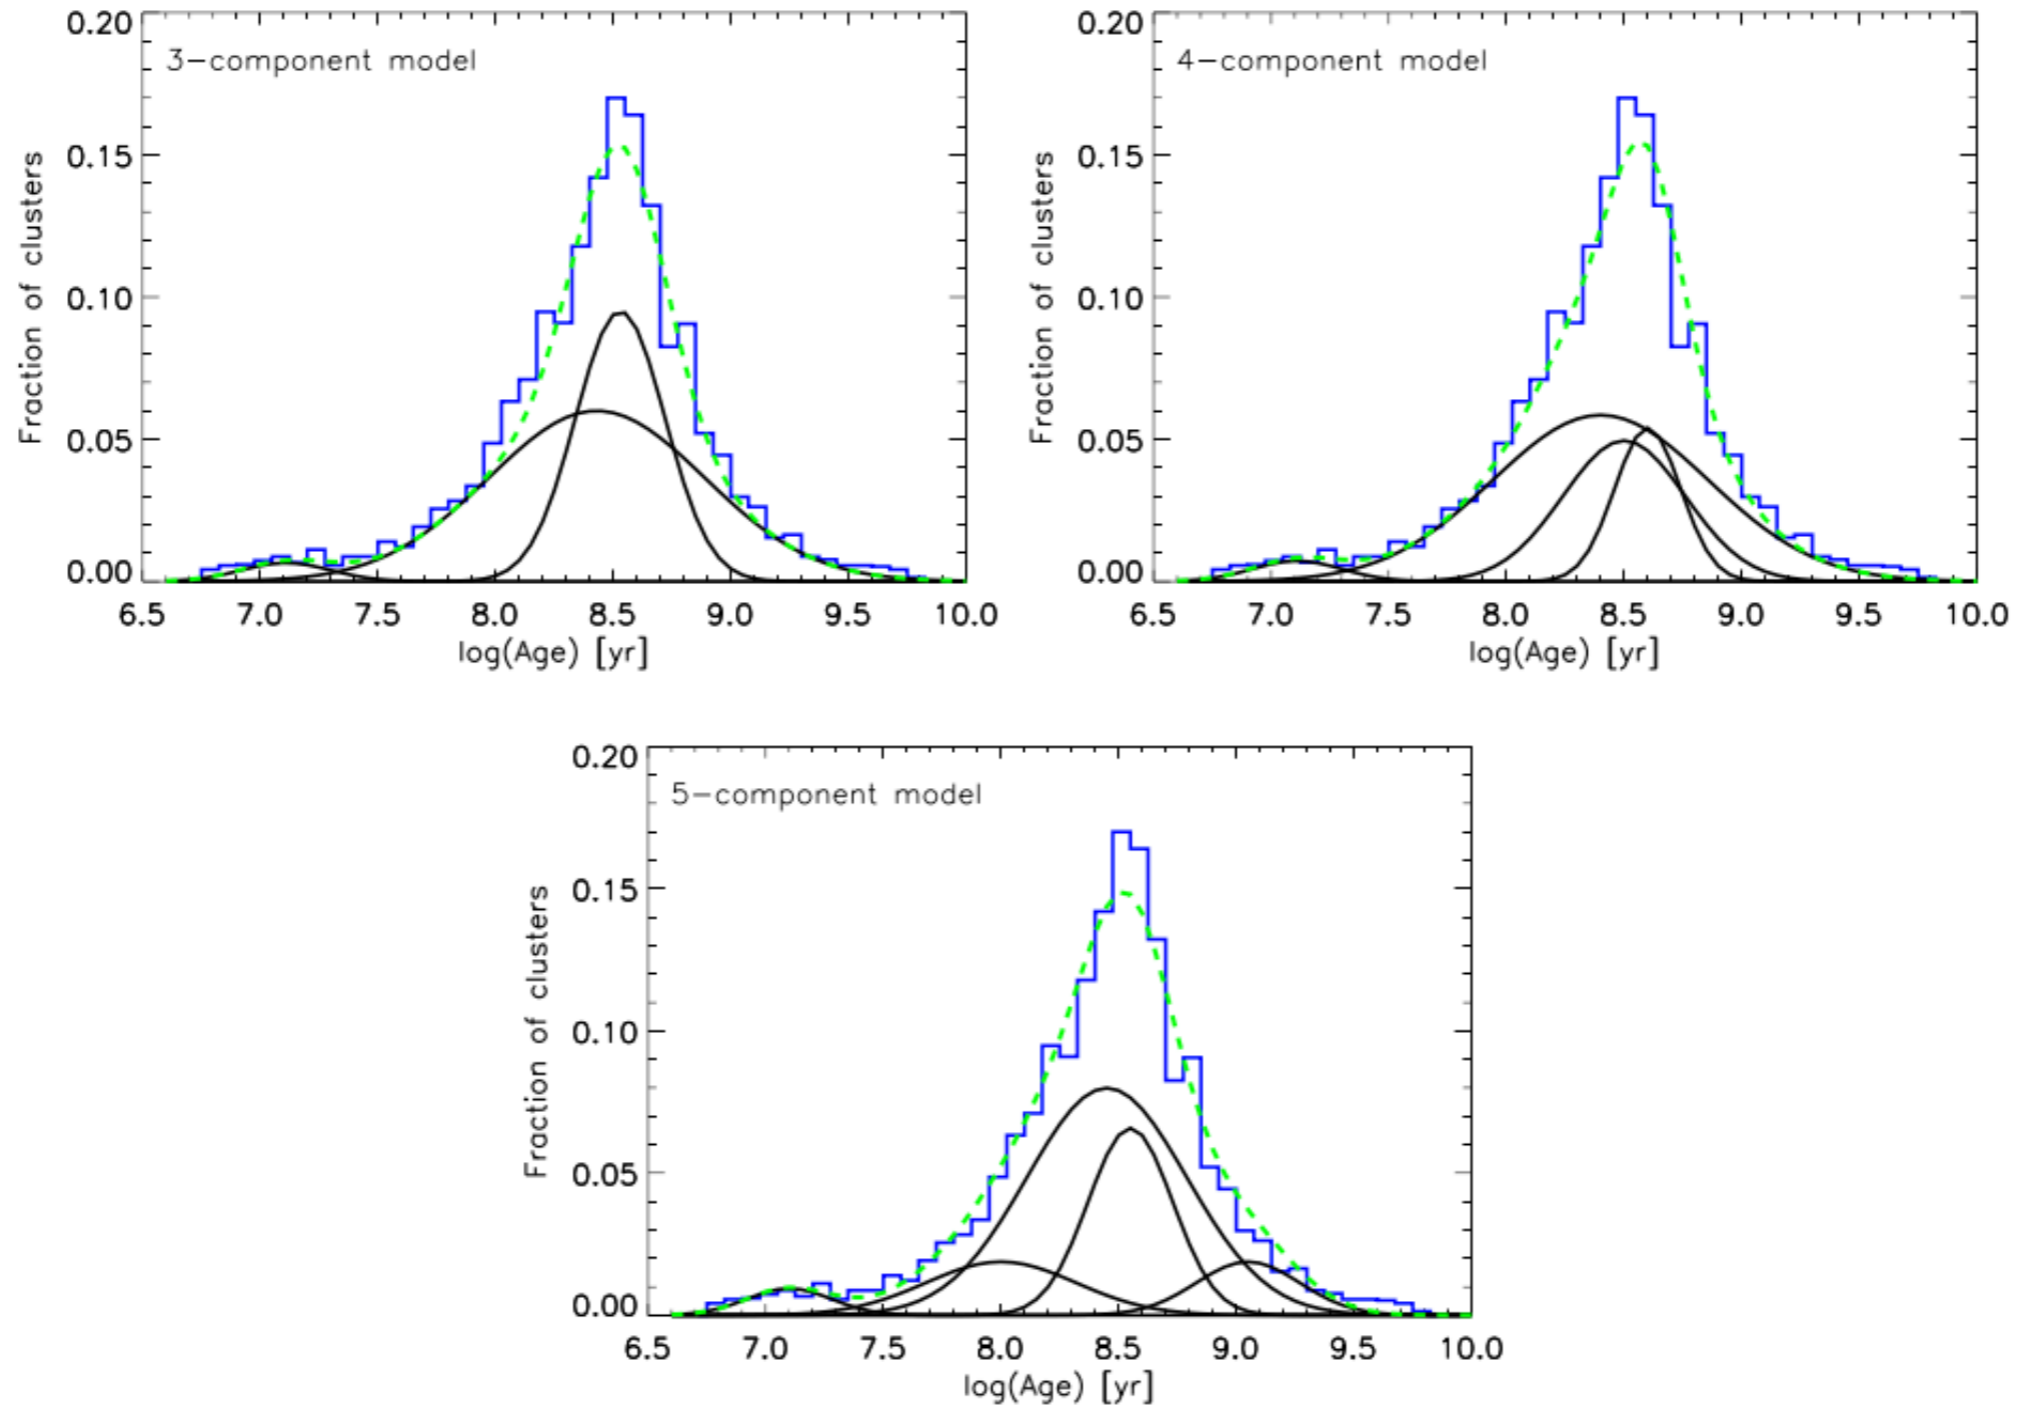 3-component model
0.20
0.15
0.10
0.05
0.00
Fraction of clusters
6.5 7.0 7.5 8.0 8.5 9.0 9.5 10.0
log(Age) [yr]
4-component model
0.20
0.15
0.10
0.05
0.00
Fraction of clusters
6.5 7.0 7.5 8.0 8.5 9.0 9.5 10.0
log(Age) [yr]
5-component model
0.20
0.15
0.10
0.05
0.00
Fraction of clusters
6.5 7.0 7.5 8.0 8.5 9.0 9.5 10.0
log(Age) [yr]